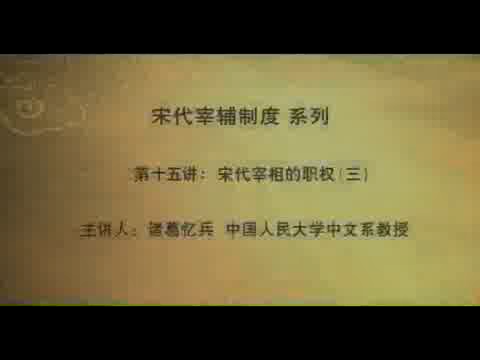 宋代宰辅制度 系列
第十五讲：宋代宰相的职权(三)
主讲人：诸葛忆兵 中国人民大学中文系教授